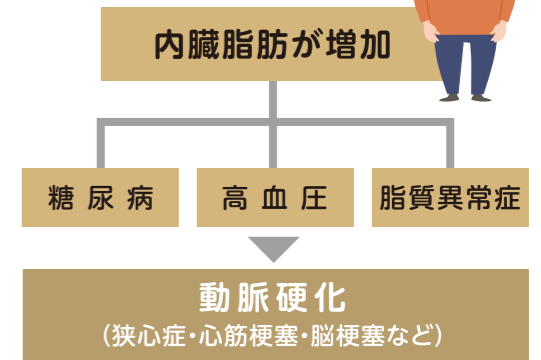 内臓脂肪が増加
糖尿病
高血圧
脂質異常症
動脈硬化
（狭心症・心筋梗塞・脳梗塞など）